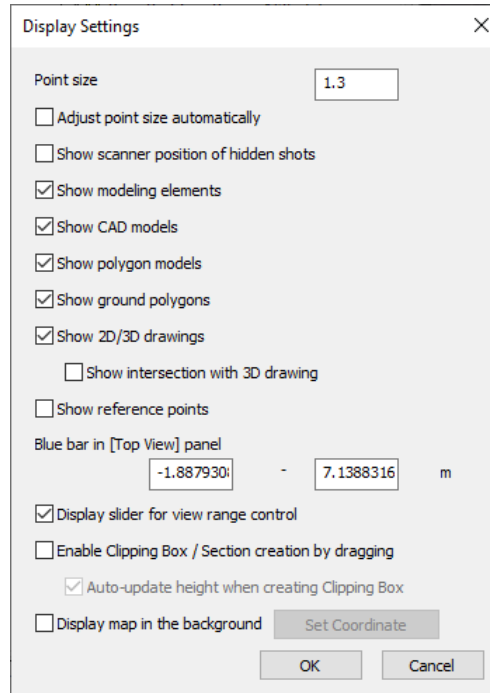 Display Settings
Point size 1.3
Adjust point size automatically
Show scanner position of hidden shots
Show modeling elements
Show CAD models
Show polygon models
Show ground polygons
Show 2D/3D drawings
Show intersection with 3D drawing
Show reference points
Blue bar in [Top View] panel
-1.887930 - 7.1388316 m
Display slider for view range control
Enable Clipping Box / Section creation by dragging
Auto-update height when creating Clipping Box
Display map in the background Set Coordinate
OK Cancel